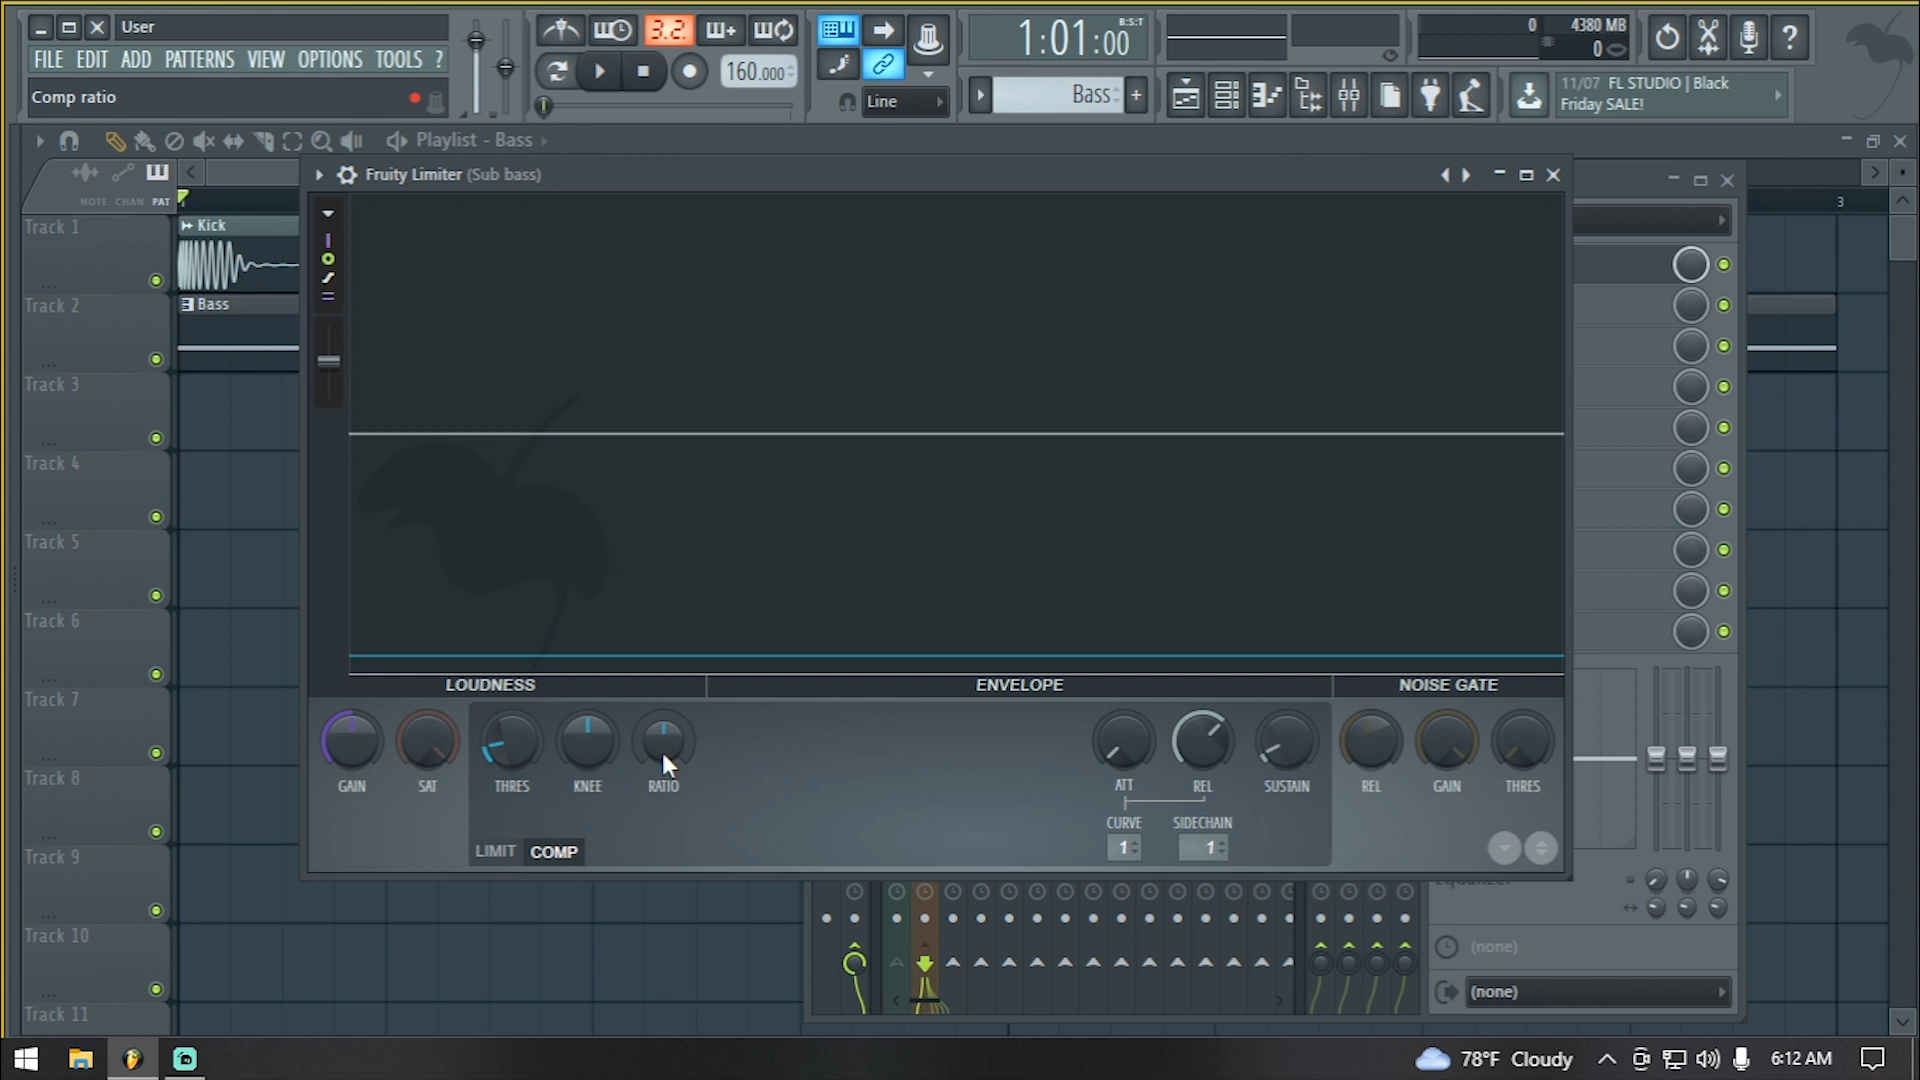 User
FILE EDIT ADD PATTERNS VIEW OPTIONS TOOLS ?
Comp ratio
3.2.
160.000
Line
1:01:00
B:S:T
Bass
+
0
4380 MB
0
?
11/07 FL STUDIO | Black
Friday SALE!
Playlist - Bass
NOTE CHAN PAT
3
Track 1
Kick
Track 2
Bass
Track 3
Track 4
Track 5
Track 6
Track 7
Track 8
Track 9
Track 10
Track 11
Fruity Limiter (Sub bass)
LOUDNESS
ENVELOPE
NOISE GATE
GAIN SAT THRES KNEE RATIO
ATT REL SUSTAIN
REL GAIN THRES
CURVE SIDECHAIN
1 1
LIMIT COMP
Equalizer
(none)
(none)
78°F Cloudy
6:12 AM